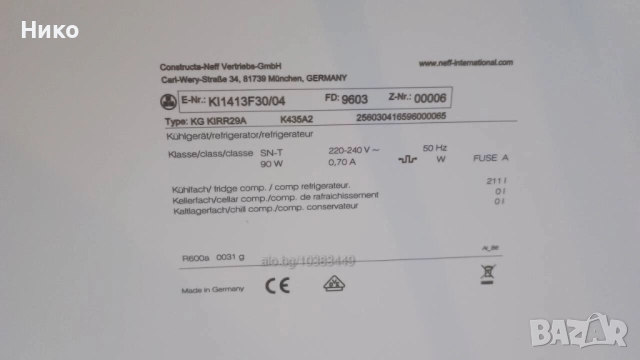 Нико
Constructa-Neff Vertriebs-GmbH
Carl-Wery-Straße 34, 81739 München, GERMANY
www.neff-international.com
E-Nr.: KI1413F30/04 FD: 9603 Z-Nr.: 00006
Type: KG KIRR29A K435A2 256030416596000065
Kühlgerät/refrigerator/refrigerateur
Klasse/class/classe SN-T 220-240 V ~ 50 Hz FUSE A
90 W 0,70 A W
Kühlfach/ fridge comp. / comp refrigerateur. 211 l
Kellerfach/cellar comp./comp. de rafraichissement 0 l
Kaltlagerfach/chill comp./comp. conservateur 0 l
R600a 0031 g
alo.bg/10383449
Made in Germany
CE
BAZAR.bg